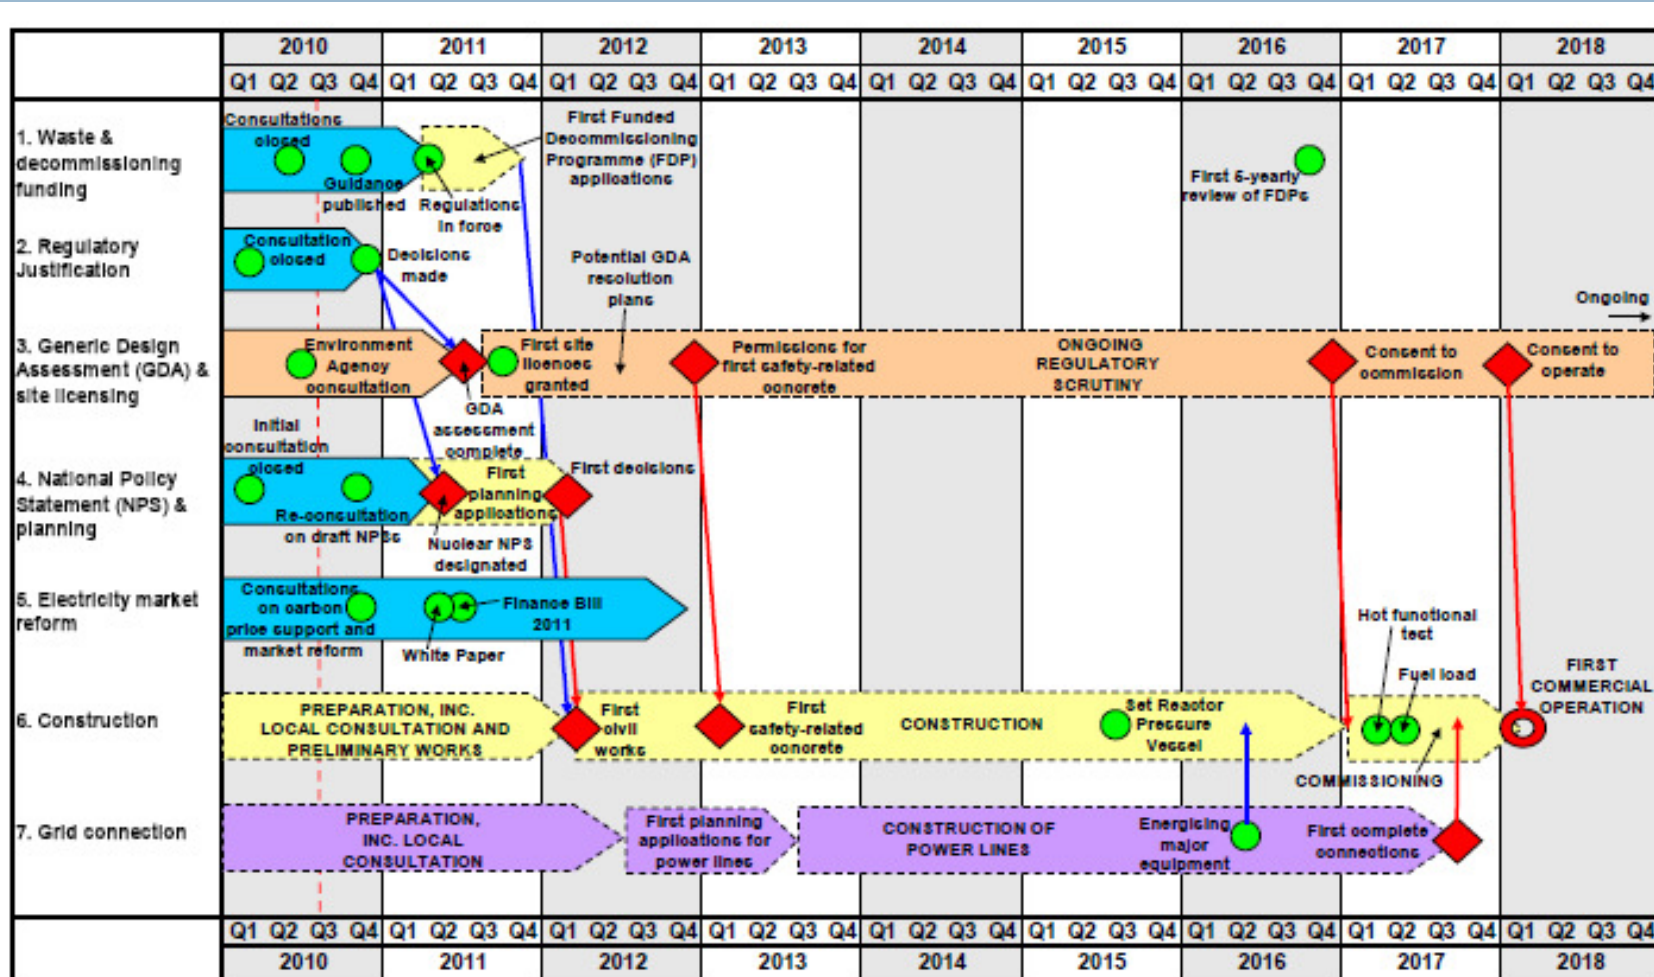 2010 2011 2012 2013 2014 2015 2016 2017 2018
Q1 Q2 Q3 Q4 Q1 Q2 Q3 Q4 Q1 Q2 Q3 Q4 Q1 Q2 Q3 Q4 Q1 Q2 Q3 Q4 Q1 Q2 Q3 Q4 Q1 Q2 Q3 Q4 Q1 Q2 Q3 Q4 Q1 Q2 Q3 Q4
1. Waste &
decommissioning
funding
Consultations
closed
Guidance
published
Regulations
in force
First Funded
Decommissioning
Programme (FDP)
applications
First 5-yearly
review of FDPs
2. Regulatory
Justification
Consultation
closed
Decisions
made
Potential GDA
resolution
plans
Ongoing
3. Generic Design
Assessment (GDA) &
site licensing
Environment
Agency
consultation
GDA
assessment
complete
First site
licences
granted
Permissions for
first safety-related
concrete
ONGOING
REGULATORY
SCRUTINY
Consent to
commission
Consent to
operate
4. National Policy
Statement (NPS) &
planning
Initial
consultation
closed
Re-consultation
on draft NPSs
Nuclear NPS
designated
First
planning
applications
First decisions
5. Electricity market
reform
Consultations
on carbon
price support and
market reform
White Paper
Finance Bill
2011
6. Construction
PREPARATION, INC.
LOCAL CONSULTATION AND
PRELIMINARY WORKS
First
civil
works
First
safety-related
concrete
CONSTRUCTION
Set Reactor
Pressure
Vessel
Hot functional
test
Fuel load
COMMISSIONING
FIRST
COMMERCIAL
OPERATION
7. Grid connection
PREPARATION,
INC. LOCAL
CONSULTATION
First planning
applications for
power lines
CONSTRUCTION OF
POWER LINES
Energising
major
equipment
First complete
connections
Q1 Q2 Q3 Q4 Q1 Q2 Q3 Q4 Q1 Q2 Q3 Q4 Q1 Q2 Q3 Q4 Q1 Q2 Q3 Q4 Q1 Q2 Q3 Q4 Q1 Q2 Q3 Q4 Q1 Q2 Q3 Q4 Q1 Q2 Q3 Q4
2010 2011 2012 2013 2014 2015 2016 2017 2018